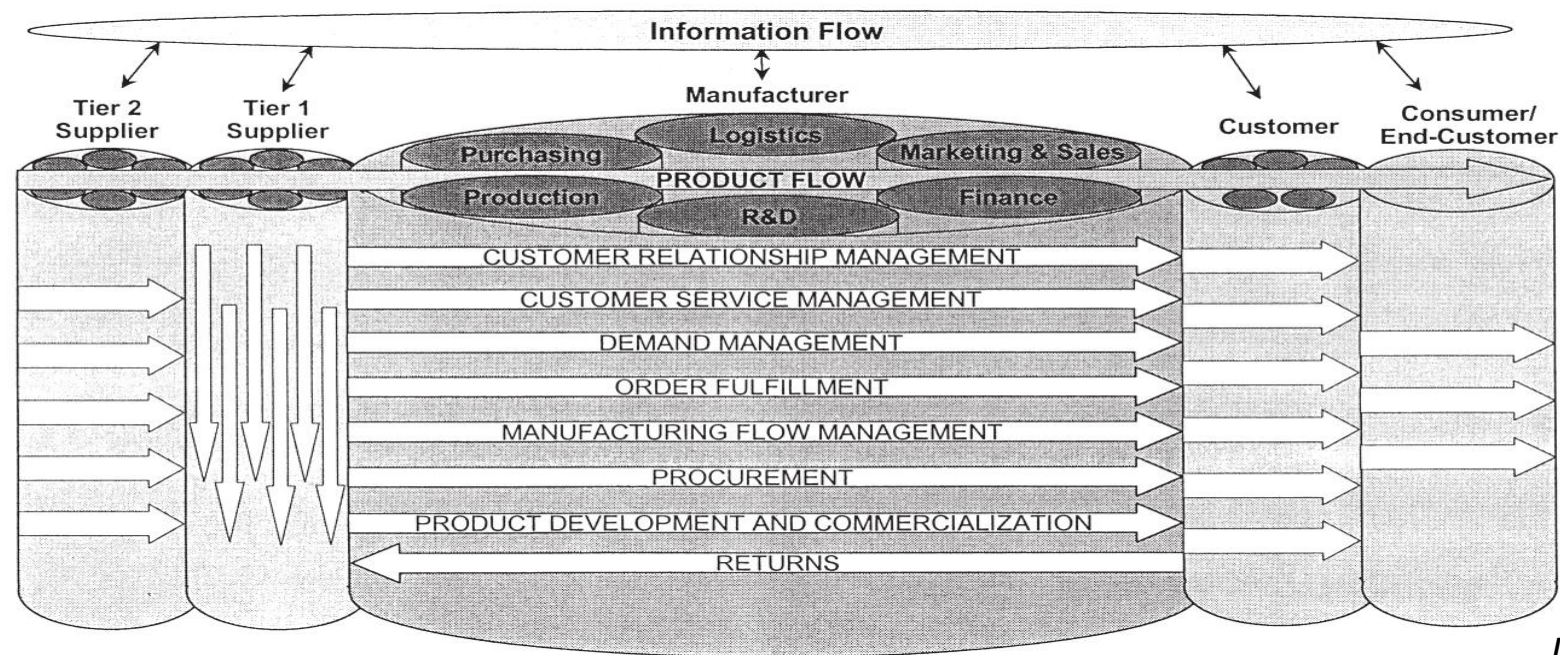 Information Flow
Tier 2
Supplier
Tier 1
Supplier
Manufacturer
Customer
Consumer/
End-Customer
Logistics
Purchasing
Marketing & Sales
PRODUCT FLOW
Production
Finance
R&D
CUSTOMER RELATIONSHIP MANAGEMENT
CUSTOMER SERVICE MANAGEMENT
DEMAND MANAGEMENT
ORDER FULFILLMENT
MANUFACTURING FLOW MANAGEMENT
PROCUREMENT
PRODUCT DEVELOPMENT AND COMMERCIALIZATION
RETURNS